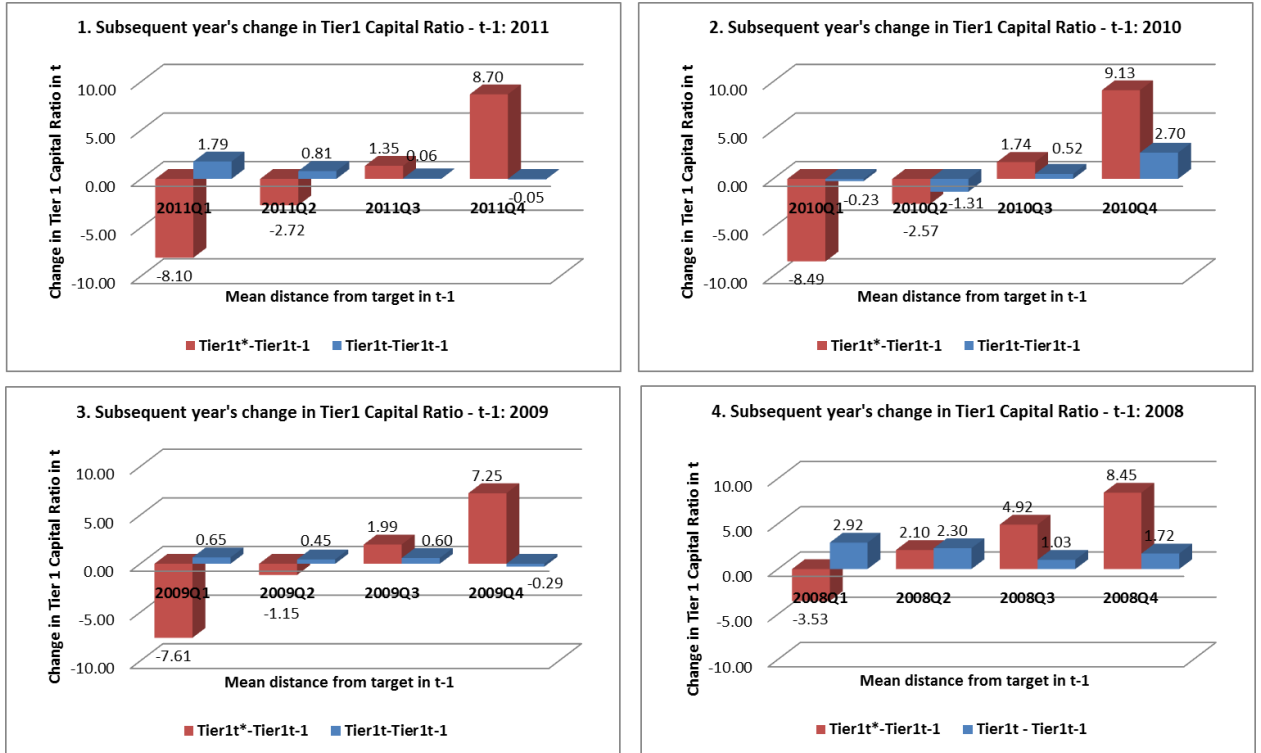 1. Subsequent year's change in Tier1 Capital Ratio - t-1: 2011
Change in Tier 1 Capital Ratio in t
10.00
5.00
0.00
-5.00
-10.00
8.70
1.79
0.81
1.35
0.06
-0.05
2011Q1
2011Q2
2011Q3
2011Q4
-2.72
-8.10
Mean distance from target in t-1
Tier1t*-Tier1t-1
Tier1t-Tier1t-1
2. Subsequent year's change in Tier1 Capital Ratio - t-1: 2010
Change in Tier 1 Capital Ratio in t
10.00
5.00
0.00
-5.00
-10.00
9.13
2.70
1.74
0.52
-0.23
-1.31
2010Q1
2010Q2
2010Q3
2010Q4
-2.57
-8.49
Mean distance from target in t-1
Tier1t*-Tier1t-1
Tier1t-Tier1t-1
3. Subsequent year's change in Tier1 Capital Ratio - t-1: 2009
Change in Tier 1 Capital Ratio in t
10.00
5.00
0.00
-5.00
-10.00
7.25
0.65
0.45
1.99
0.60
-0.29
2009Q1
2009Q2
2009Q3
2009Q4
-1.15
-7.61
Mean distance from target in t-1
Tier1t*-Tier1t-1
Tier1t-Tier1t-1
4. Subsequent year's change in Tier1 Capital Ratio - t-1: 2008
Change in Tier 1 Capital Ratio in t
10.00
5.00
0.00
-5.00
-10.00
8.45
4.92
2.92
2.10
2.30
1.03
1.72
2008Q1
2008Q2
2008Q3
2008Q4
-3.53
Mean distance from target in t-1
Tier1t*-Tier1t-1
Tier1t - Tier1t-1